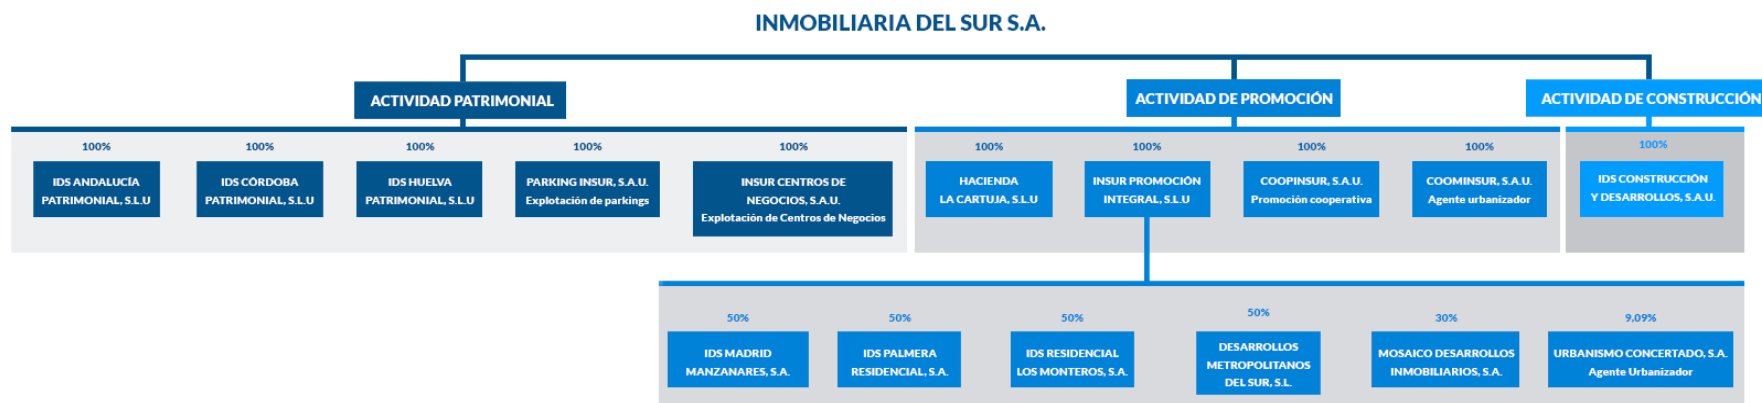 INMOBILIARIA DEL SUR S.A.
ACTIVIDAD PATRIMONIAL
ACTIVIDAD DE PROMOCIÓN
ACTIVIDAD DE CONSTRUCCIÓN
100%
IDS ANDALUCÍA
PATRIMONIAL, S.L.U
100%
IDS CÓRDOBA
PATRIMONIAL, S.L.U
100%
IDS HUELVA
PATRIMONIAL, S.L.U
100%
PARKING INSUR, S.A.U.
Explotación de parkings
100%
INSUR CENTROS DE
NEGOCIOS, S.A.U.
Explotación de Centros de Negocios
100%
HACIENDA
LA CARTUJA, S.L.U
100%
INSUR PROMOCIÓN
INTEGRAL, S.L.U
100%
COOPINSUR, S.A.U.
Promoción cooperativa
100%
COOMINSUR, S.A.U.
Agente urbanizador
100%
IDS CONSTRUCCIÓN
Y DESARROLLOS, S.A.U.
50%
IDS MADRID
MANZANARES, S.A.
50%
IDS PALMERA
RESIDENCIAL, S.A.
50%
IDS RESIDENCIAL
LOS MONTEROS, S.A.
50%
DESARROLLOS
METROPOLITANOS
DEL SUR, S.L.
30%
MOSAICO DESARROLLOS
INMOBILIARIOS, S.A.
9,09%
URBANISMO CONCERTADO, S.A.
Agente Urbanizador